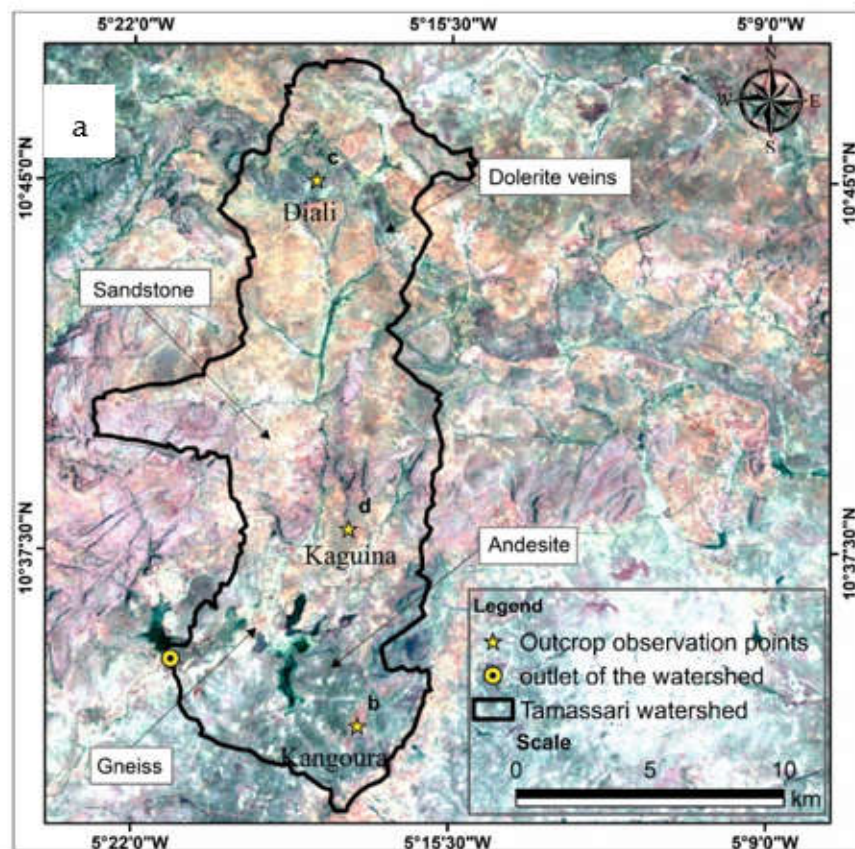 5°22'0"W
5°15'30"W
5°9'0"W
a
N
W
E
S
10°45'0"N
10°45'0"N
c
Diali
Dolerite veins
Sandstone
d
Kaguina
Andesite
10°37'30"N
10°37'30"N
Legend
Outcrop observation points
outlet of the watershed
Tamassari watershed
b
Kangoura
Gneiss
Scale
0 5 10
km
5°22'0"W
5°15'30"W
5°9'0"W